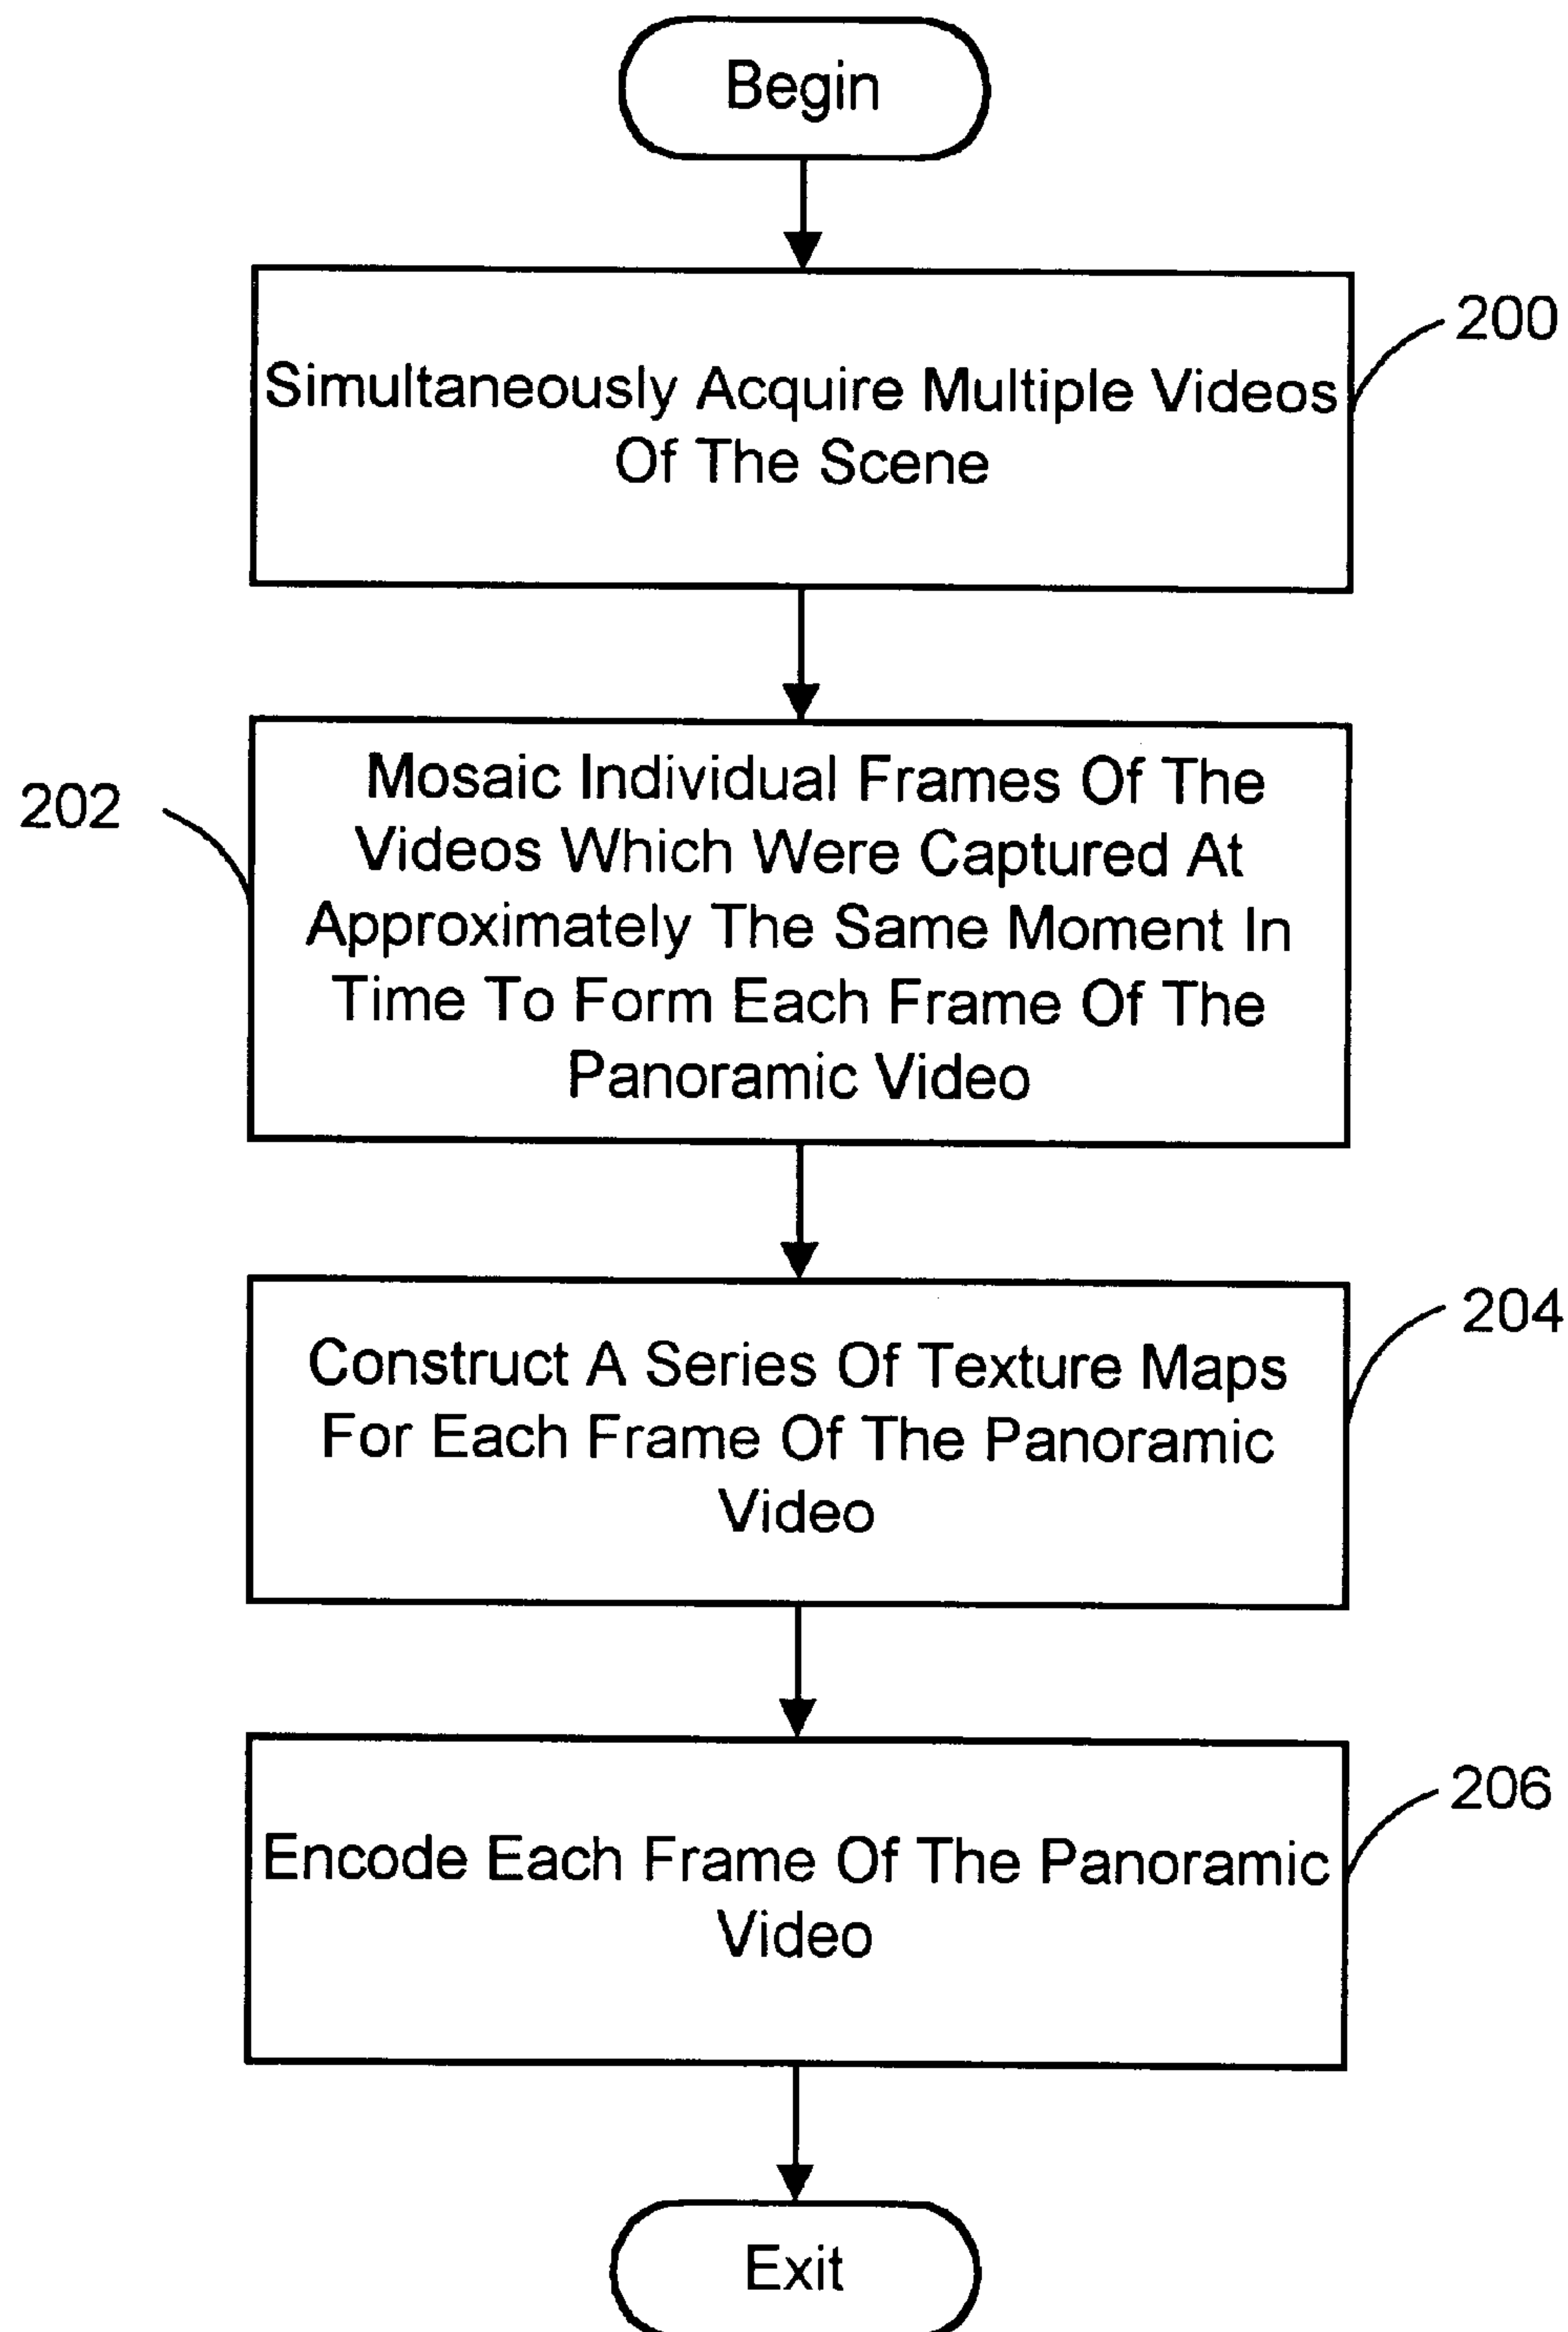 Begin
200
Simultaneously Acquire Multiple Videos
Of The Scene
202
Mosaic Individual Frames Of The
Videos Which Were Captured At
Approximately The Same Moment In
Time To Form Each Frame Of The
Panoramic Video
204
Construct A Series Of Texture Maps
For Each Frame Of The Panoramic
Video
206
Encode Each Frame Of The Panoramic
Video
Exit